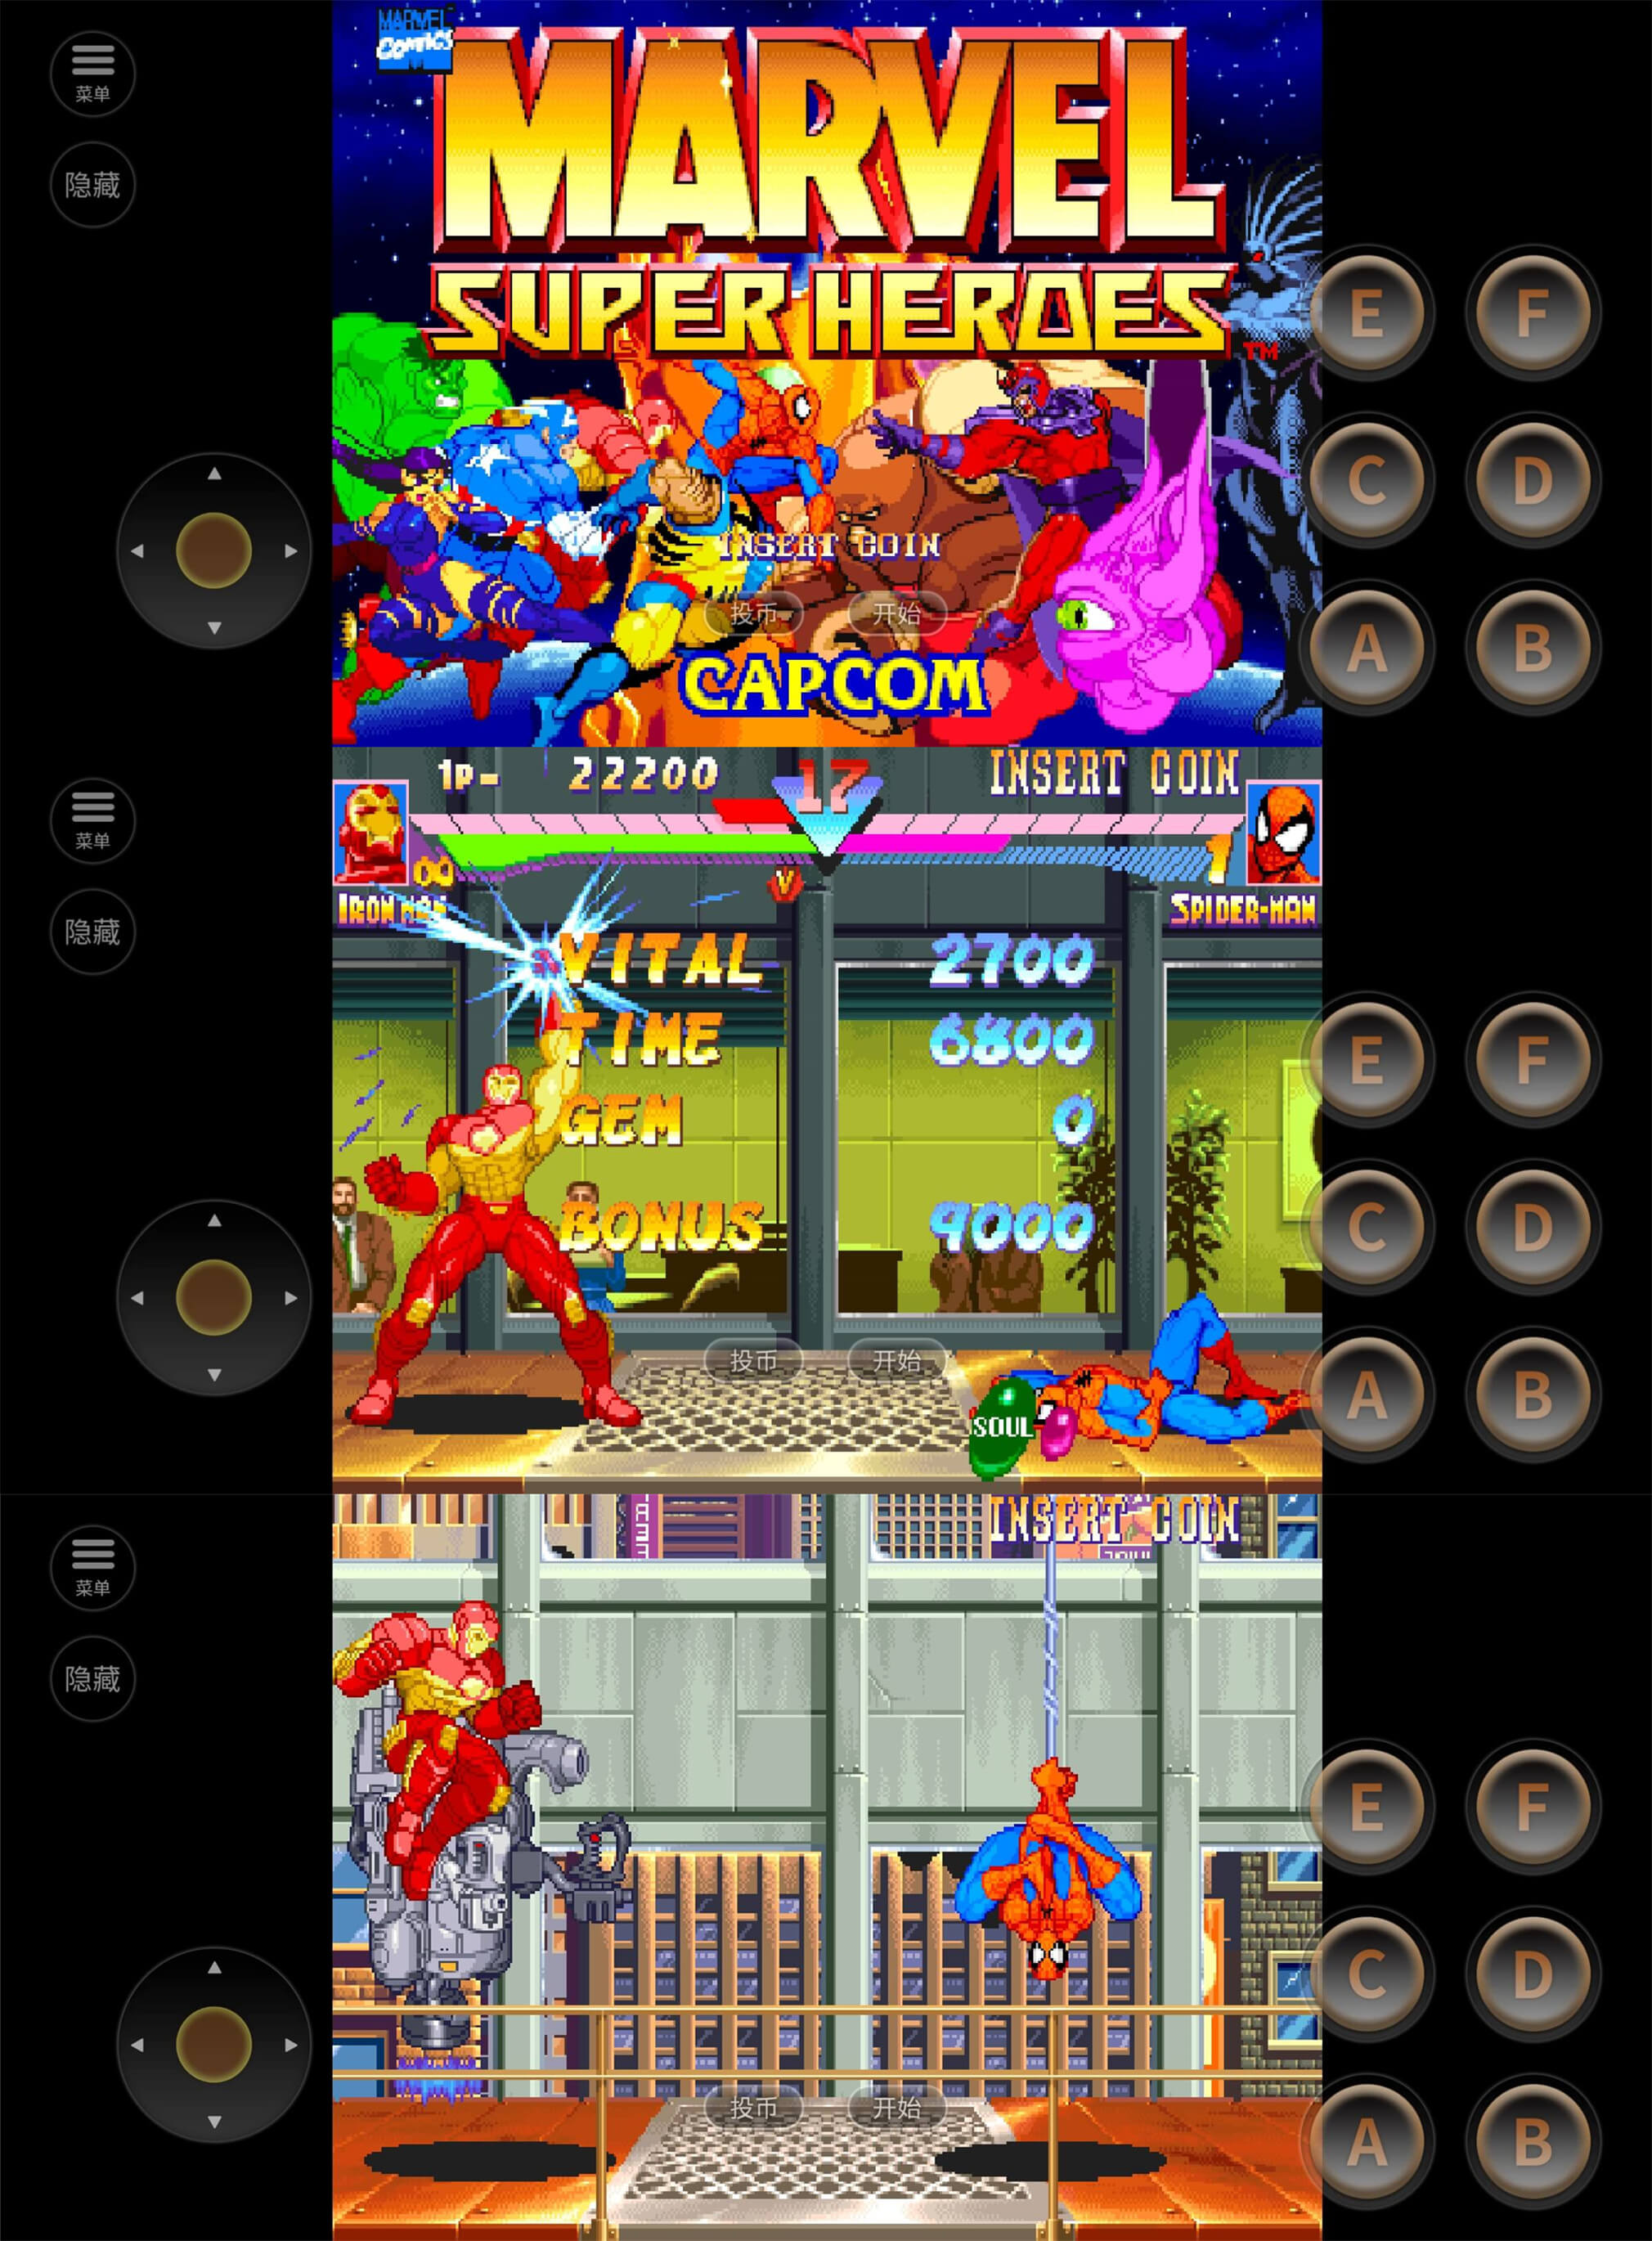 MARVEL
COMICS
菜单
隐藏
MARVEL
SUPER HEROES
TM
INSERT COIN
投币 开始
CAPCOM
E F
C D
A B
菜单
隐藏
1P- 22200
17
INSERT COIN
IRON MAN
∞
V
1
SPIDER-MAN
VITAL 2700
TIME 6800
GEM 0
BONUS 9000
投币 开始
SOUL
E F
C D
A B
菜单
隐藏
INSERT COIN
投币 开始
E F
C D
A B